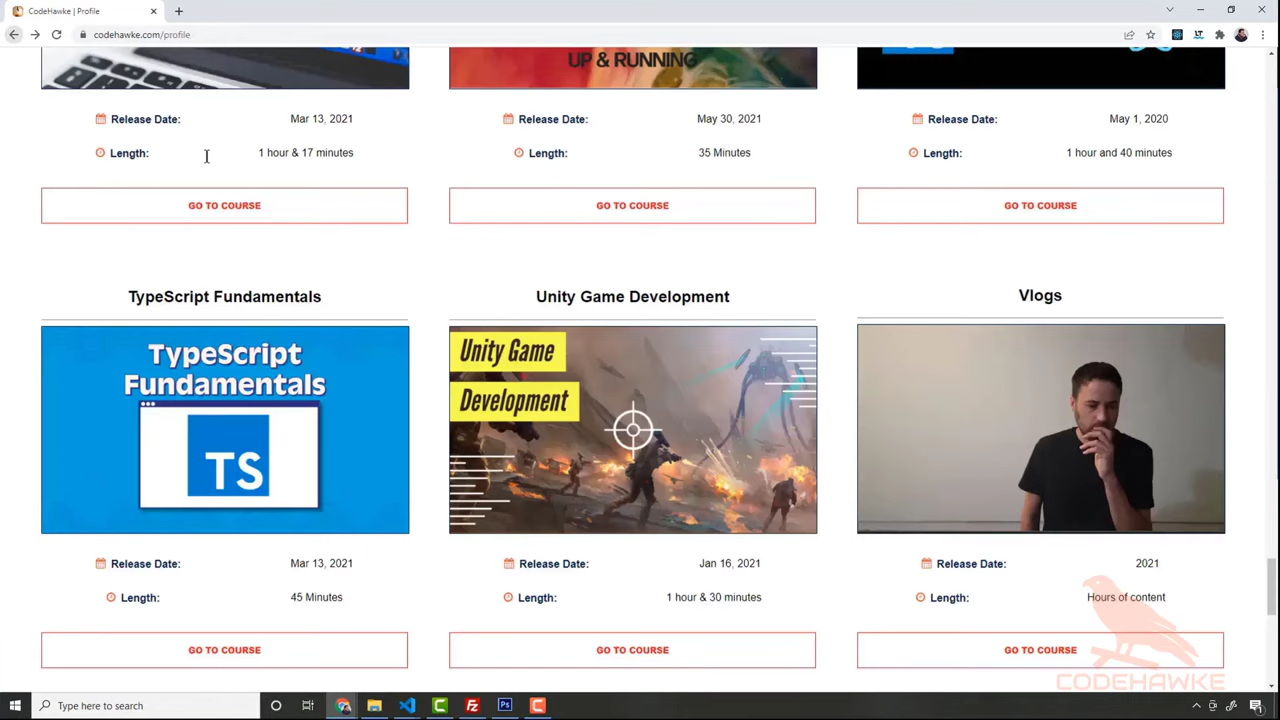 CodeHawke | Profile
codehawke.com/profile
UP & RUNNING
Release Date: Mar 13, 2021
Length: 1 hour & 17 minutes
GO TO COURSE
Release Date: May 30, 2021
Length: 35 Minutes
GO TO COURSE
Release Date: May 1, 2020
Length: 1 hour and 40 minutes
GO TO COURSE
TypeScript Fundamentals
TypeScript
Fundamentals
TS
Release Date: Mar 13, 2021
Length: 45 Minutes
GO TO COURSE
Unity Game Development
Unity Game
Development
Release Date: Jan 16, 2021
Length: 1 hour & 30 minutes
GO TO COURSE
Vlogs
Release Date: 2021
Length: Hours of content
GO TO COURSE
CODEHAWKE
Type here to search